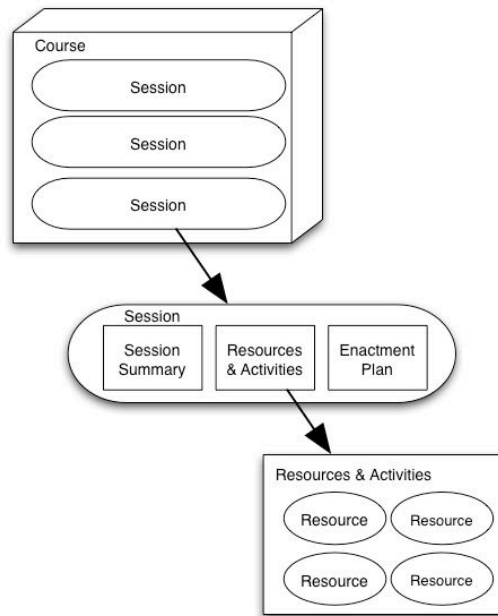 Course
Session
Session
Session
Session
Session
Summary
Resources
& Activities
Enactment
Plan
Resources & Activities
Resource
Resource
Resource
Resource